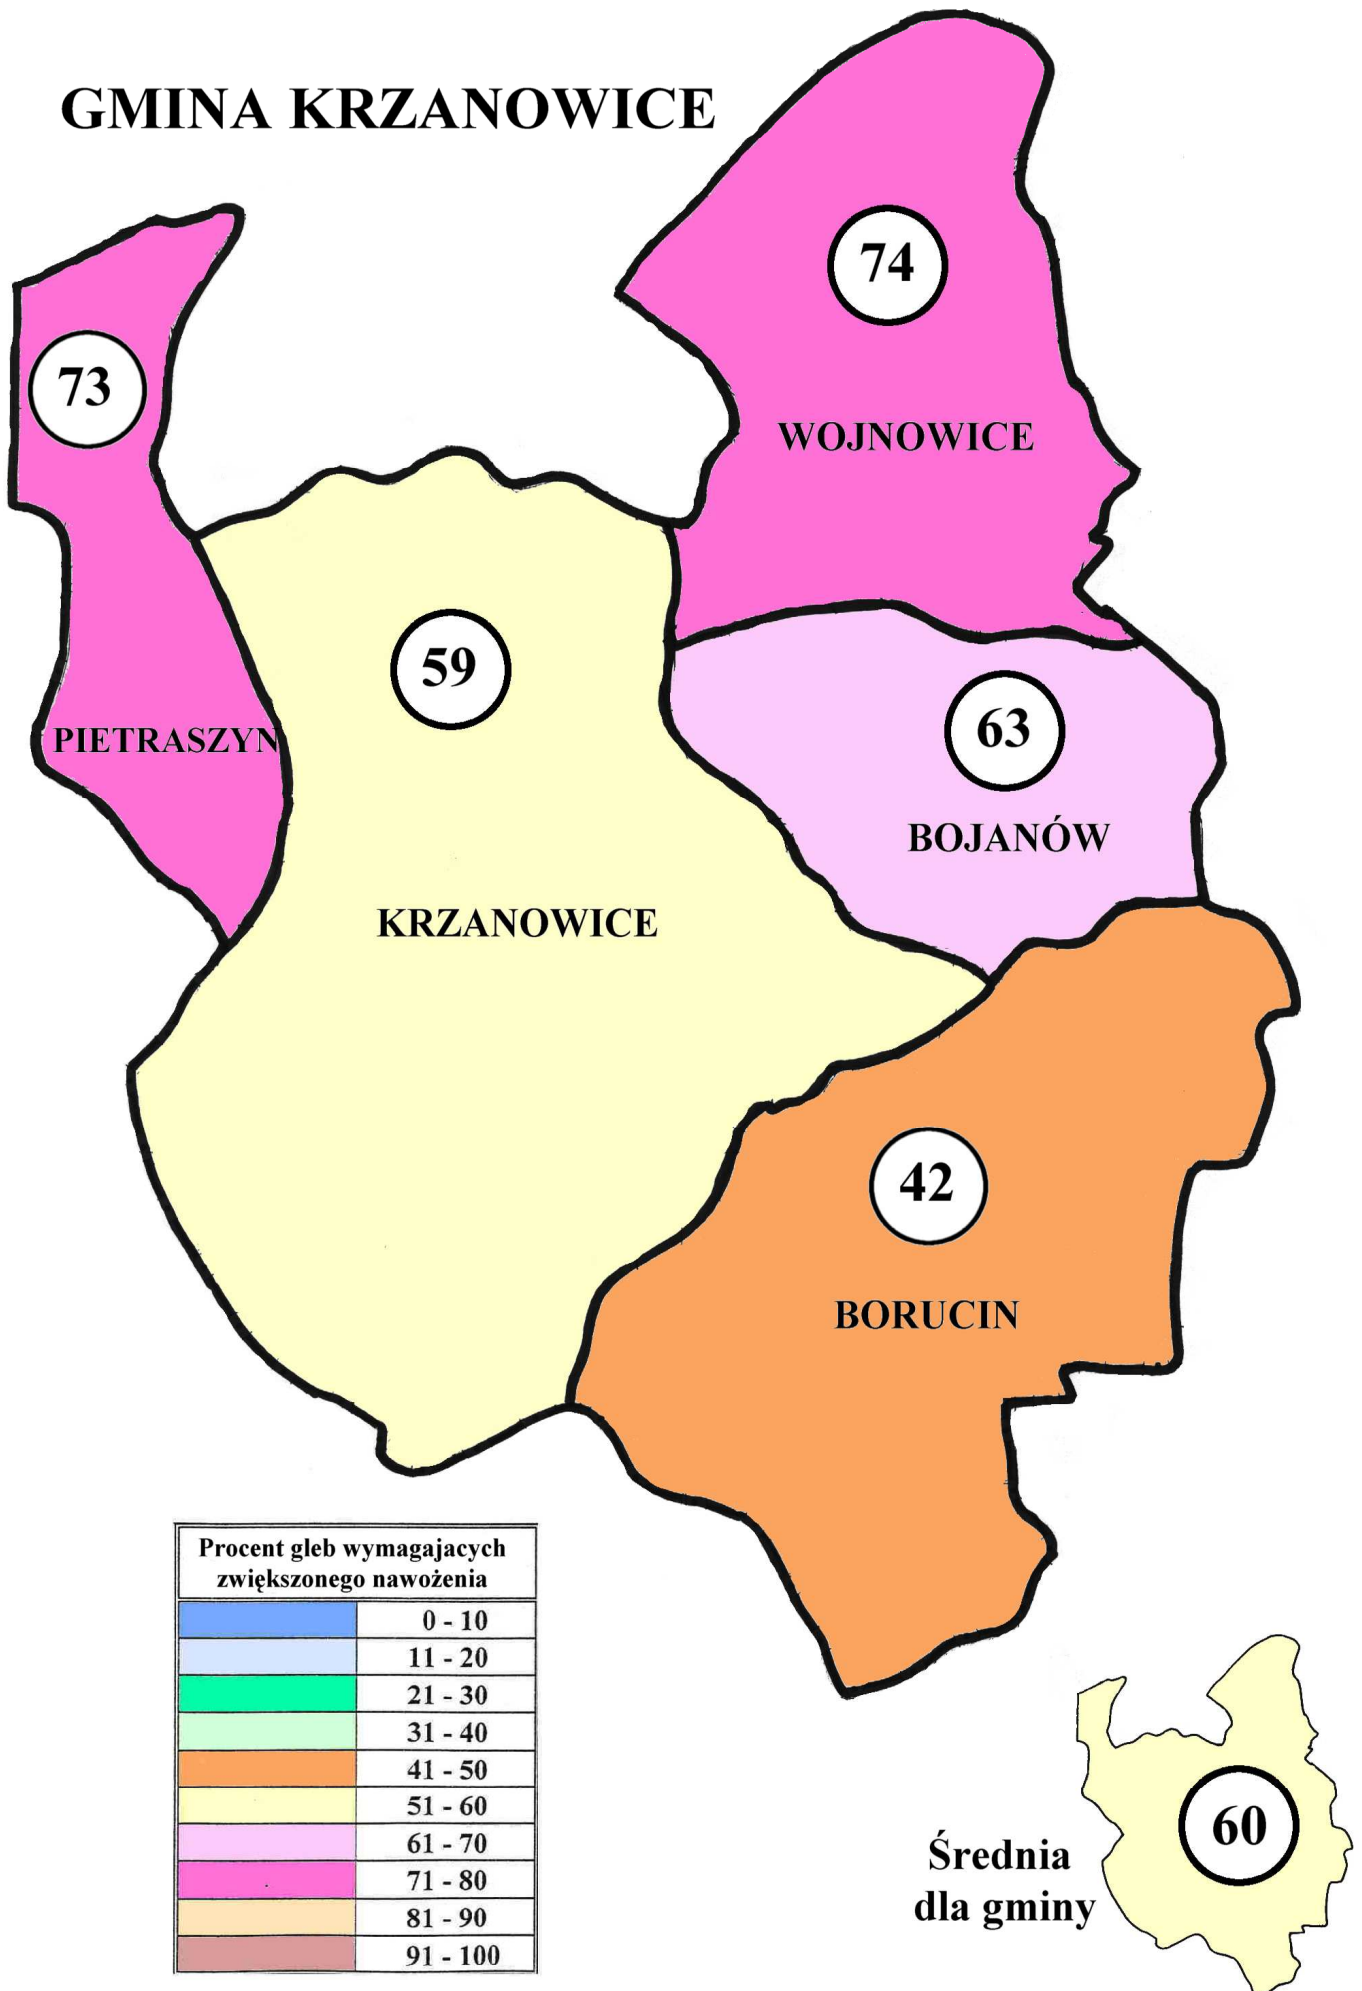 GMINA KRZANOWICE
74
73
WOJNOWICE
59
63
PIETRASZYN
BOJANÓW
KRZANOWICE
42
BORUCIN
Procent gleb wymagajacych
zwiększonego nawożenia
0 - 10
11 - 20
21 - 30
31 - 40
41 - 50
51 - 60
61 - 70
71 - 80
81 - 90
91 - 100
60
Średnia
dla gminy